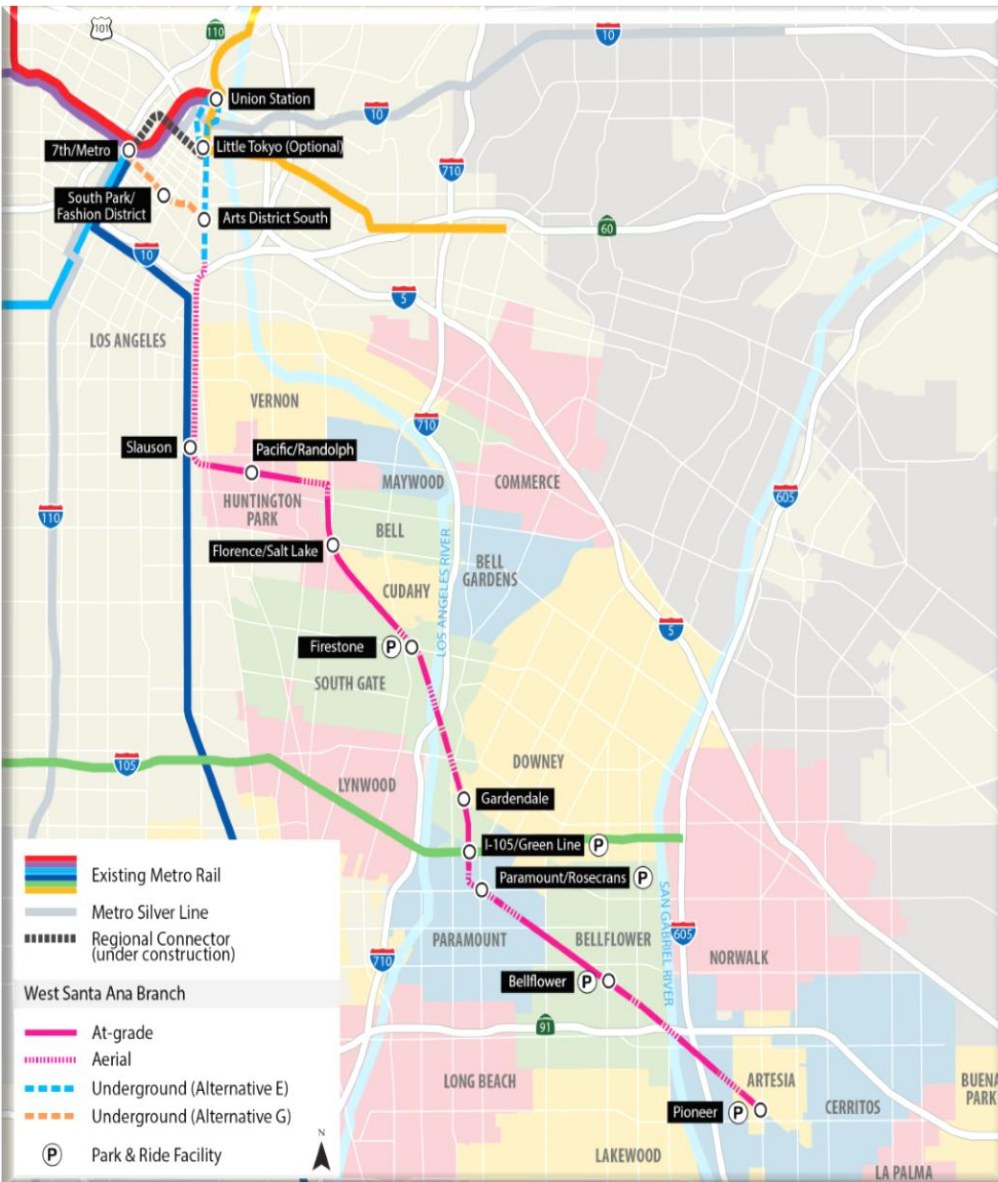 101
110
10
Union Station
10
7th/Metro
Little Tokyo (Optional)
710
South Park/
Fashion District
Arts District South
60
10
5
LOS ANGELES
VERNON
710
Slauson
Pacific/Randolph
MAYWOOD
COMMERCE
605
HUNTINGTON
PARK
110
BELL
Florence/Salt Lake
BELL
GARDENS
CUDAHY
LOS ANGELES RIVER
5
Firestone P
SOUTH GATE
105
DOWNEY
LYNWOOD
Gardendale
I-105/Green Line P
Paramount/Rosecrans P
SAN GABRIEL RIVER
605
PARAMOUNT
BELLFLOWER
NORWALK
710
Bellflower P
91
LONG BEACH
ARTESIA
BUENA
PARK
CERRITOS
Pioneer P
LAKEWOOD
LA PALMA
Existing Metro Rail
Metro Silver Line
Regional Connector
(under construction)
West Santa Ana Branch
At-grade
Aerial
Underground (Alternative E)
Underground (Alternative G)
P Park & Ride Facility
N